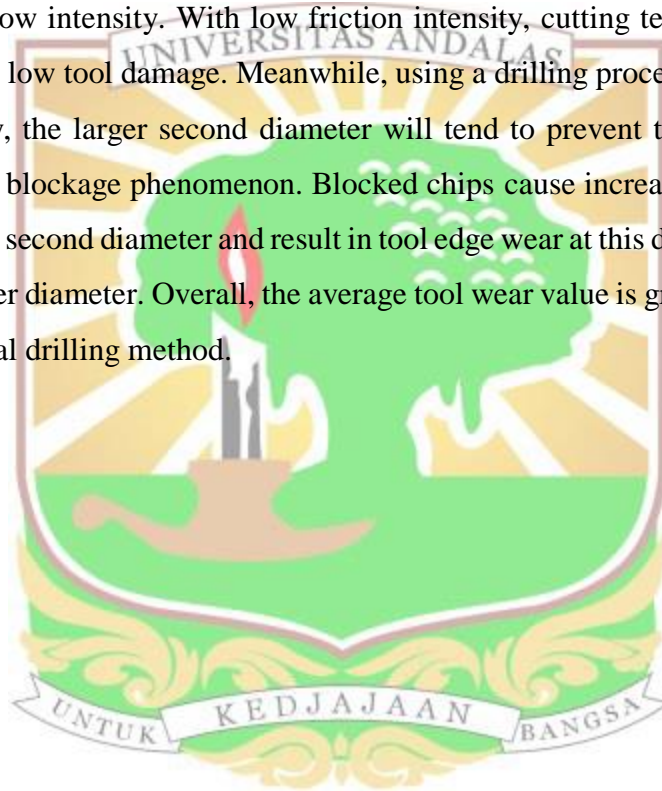 ow intensity. With low friction intensity, cutting te
UNIVERSITAS ANDALAS
low tool damage. Meanwhile, using a drilling proce
, the larger second diameter will tend to prevent t
blockage phenomenon. Blocked chips cause increa
second diameter and result in tool edge wear at this d
er diameter. Overall, the average tool wear value is g
al drilling method.
UNTUK KEDJAJAAN BANGSA